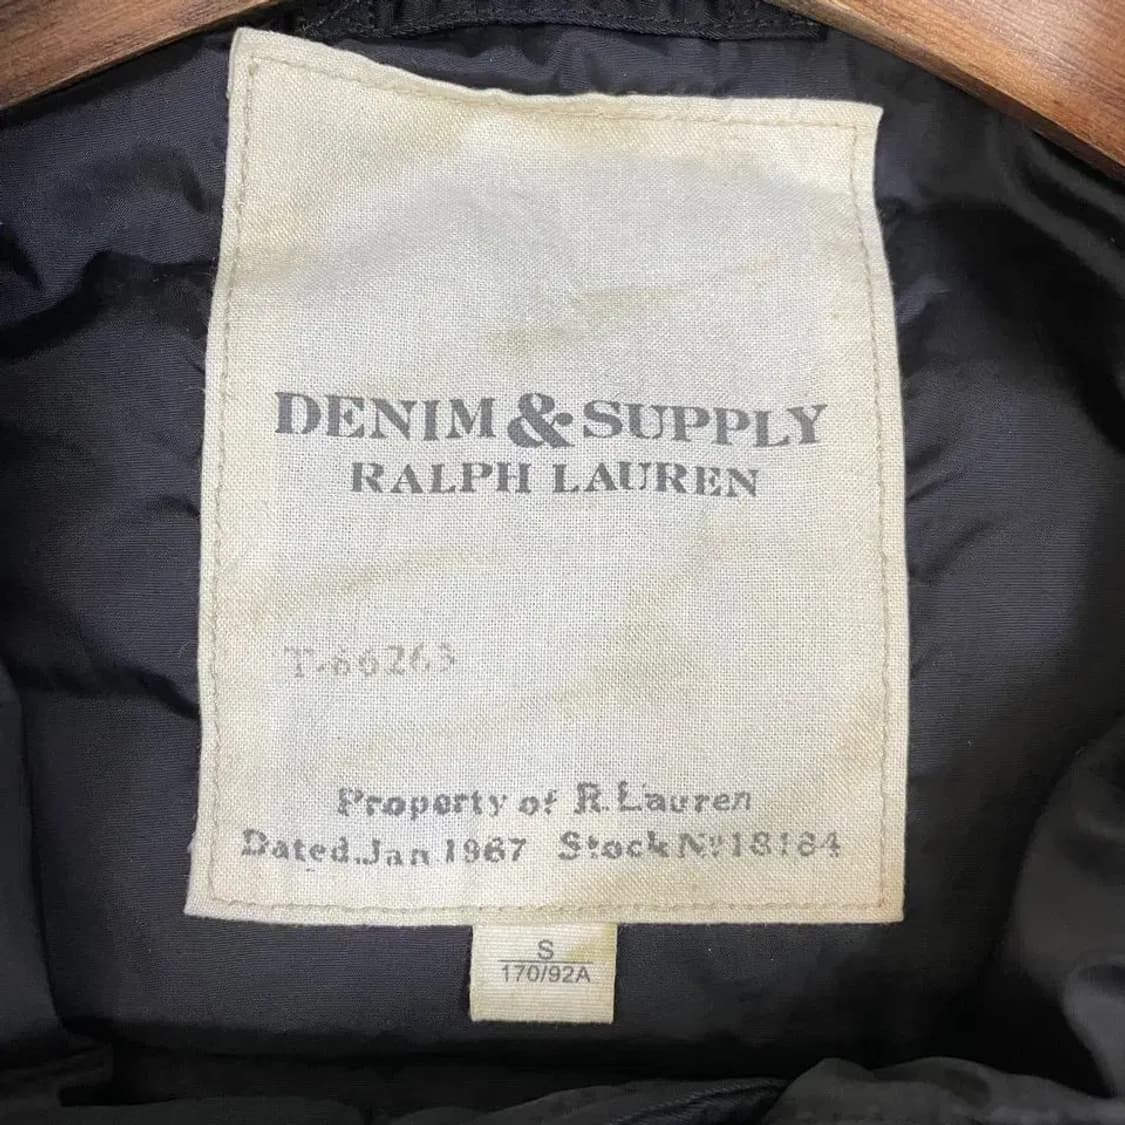 DENIM & SUPPLY
RALPH LAUREN
T-66263
Property of R. Lauren
Dated Jan 1967 Stock No 18184
S
170/92A